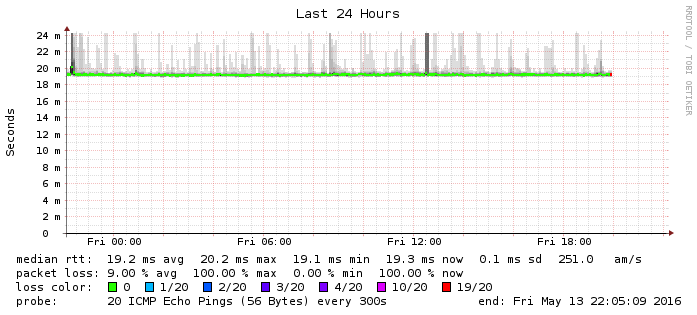 Last 24 Hours
RRDTOOL / TOBI OETIKER
Seconds
24 m
22 m
20 m
18 m
16 m
14 m
12 m
10 m
8 m
6 m
4 m
2 m
0
Fri 00:00 Fri 06:00 Fri 12:00 Fri 18:00
median rtt: 19.2 ms avg 20.2 ms max 19.1 ms min 19.3 ms now 0.1 ms sd 251.0 am/s
packet loss: 9.00 % avg 100.00 % max 0.00 % min 100.00 % now
loss color: 0 1/20 2/20 3/20 4/20 10/20 19/20
probe: 20 ICMP Echo Pings (56 Bytes) every 300s end: Fri May 13 22:05:09 2016